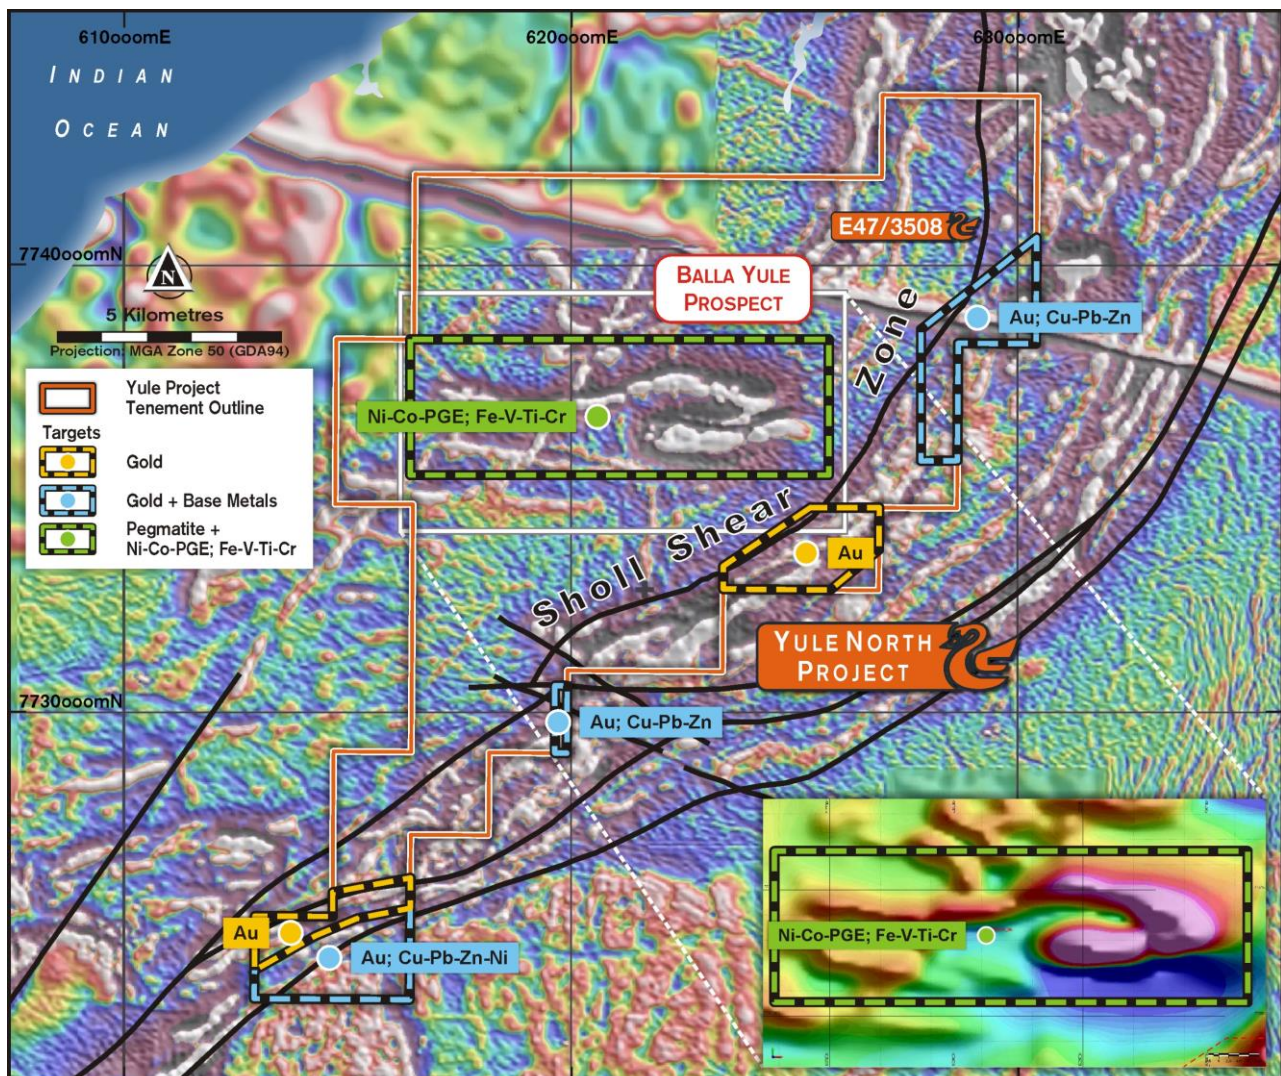 610000mE
620000mE
630000mE
INDIAN
OCEAN
E47/3508
7740000mN
N
BALLA YULE
PROSPECT
5 Kilometres
Projection: MGA Zone 50 (GDA94)
Au; Cu-Pb-Zn
Yule Project
Tenement Outline
Targets
Gold
Gold + Base Metals
Pegmatite +
Ni-Co-PGE; Fe-V-Ti-Cr
Ni-Co-PGE; Fe-V-Ti-Cr
Sholl Shear Zone
Au
YULE NORTH
PROJECT
7730000mN
Au; Cu-Pb-Zn
Au
Au; Cu-Pb-Zn-Ni
Ni-Co-PGE; Fe-V-Ti-Cr